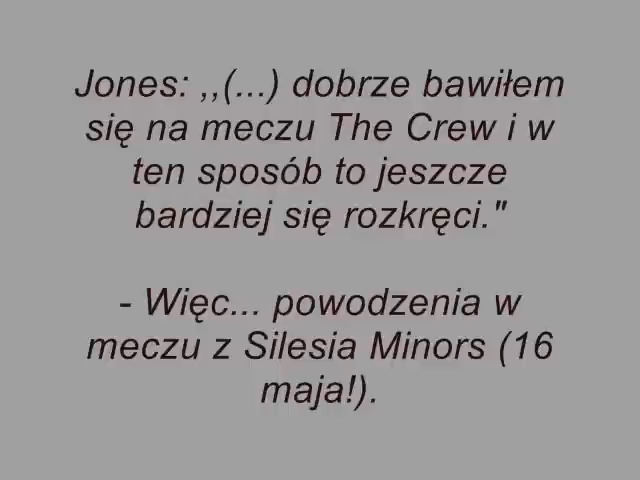 Jones: ,,(...) dobrze bawiłem
się na meczu The Crew i w
ten sposób to jeszcze
bardziej się rozkręci."
- Więc... powodzenia w
meczu z Silesia Minors (16
maja!).